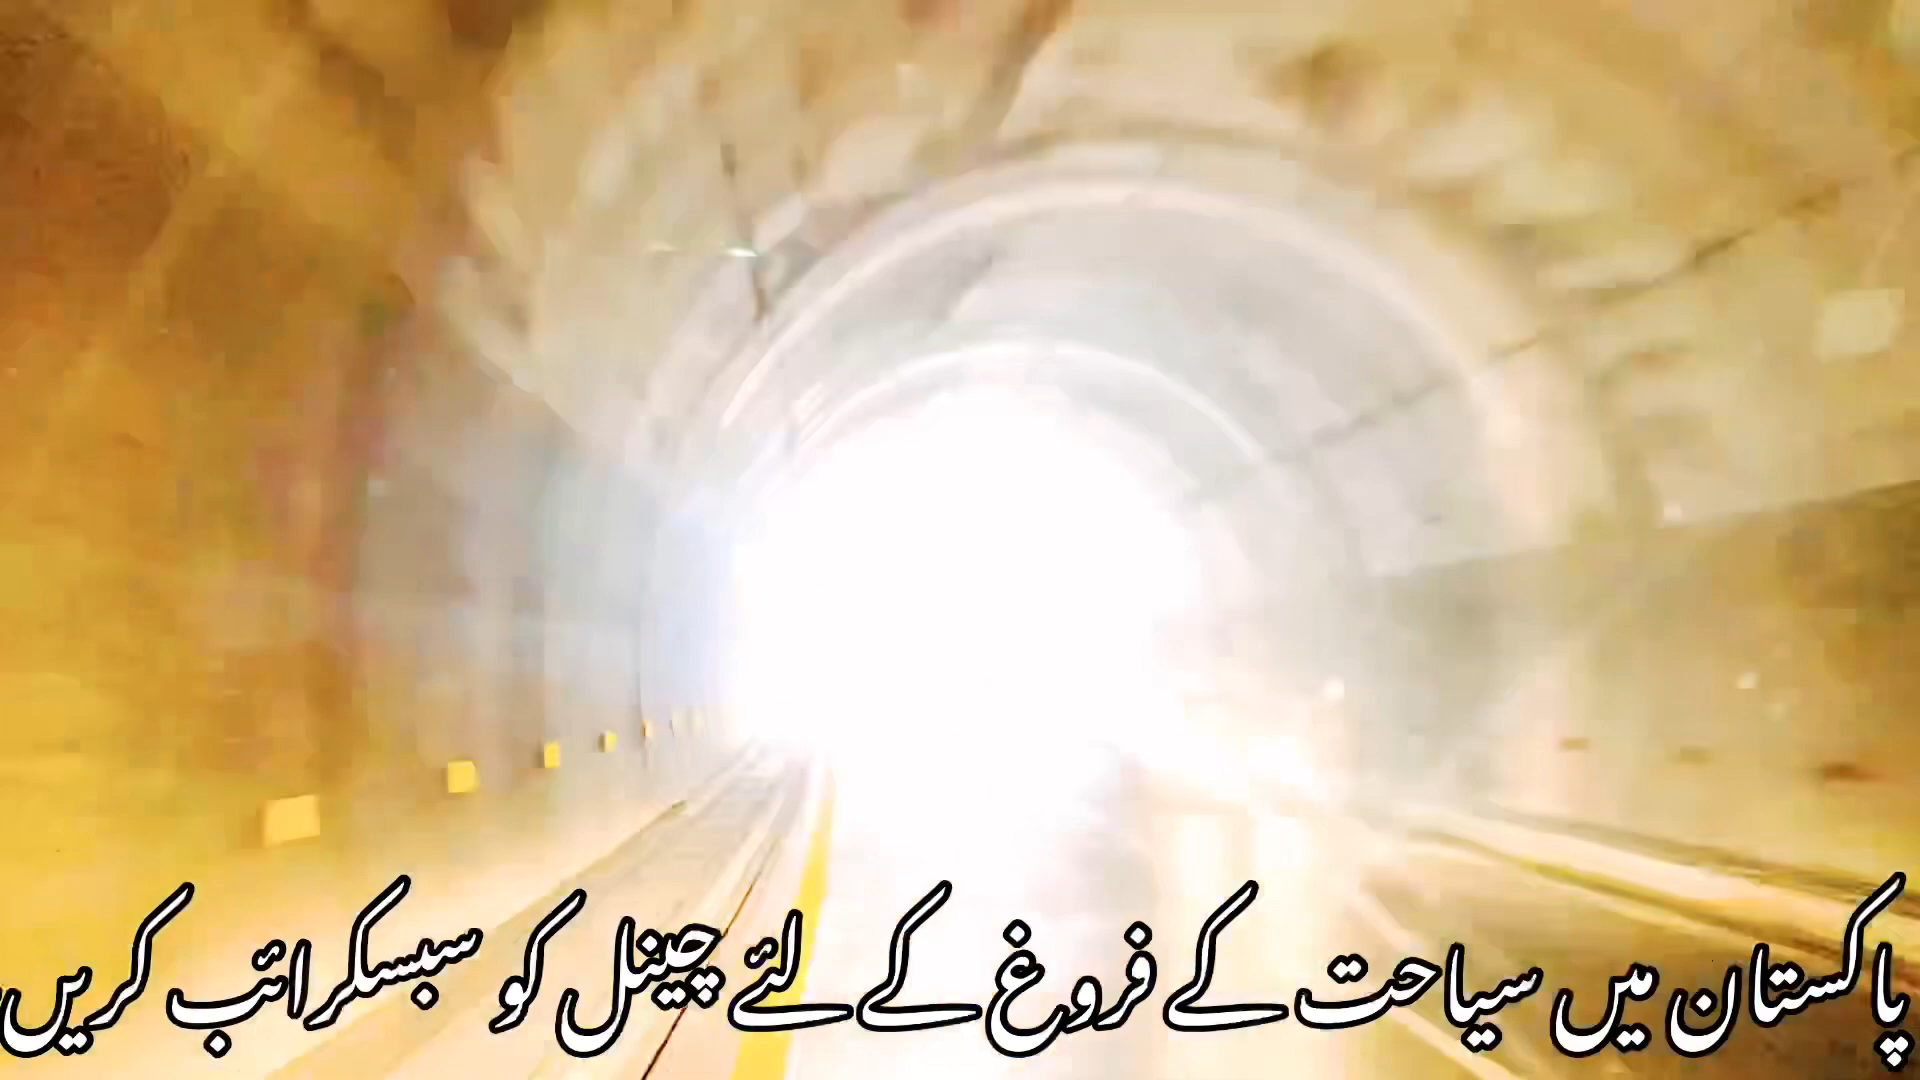 پاکستان میں سیاحت کے فروغ کے لئے چینل کو سبسکرائب کریں